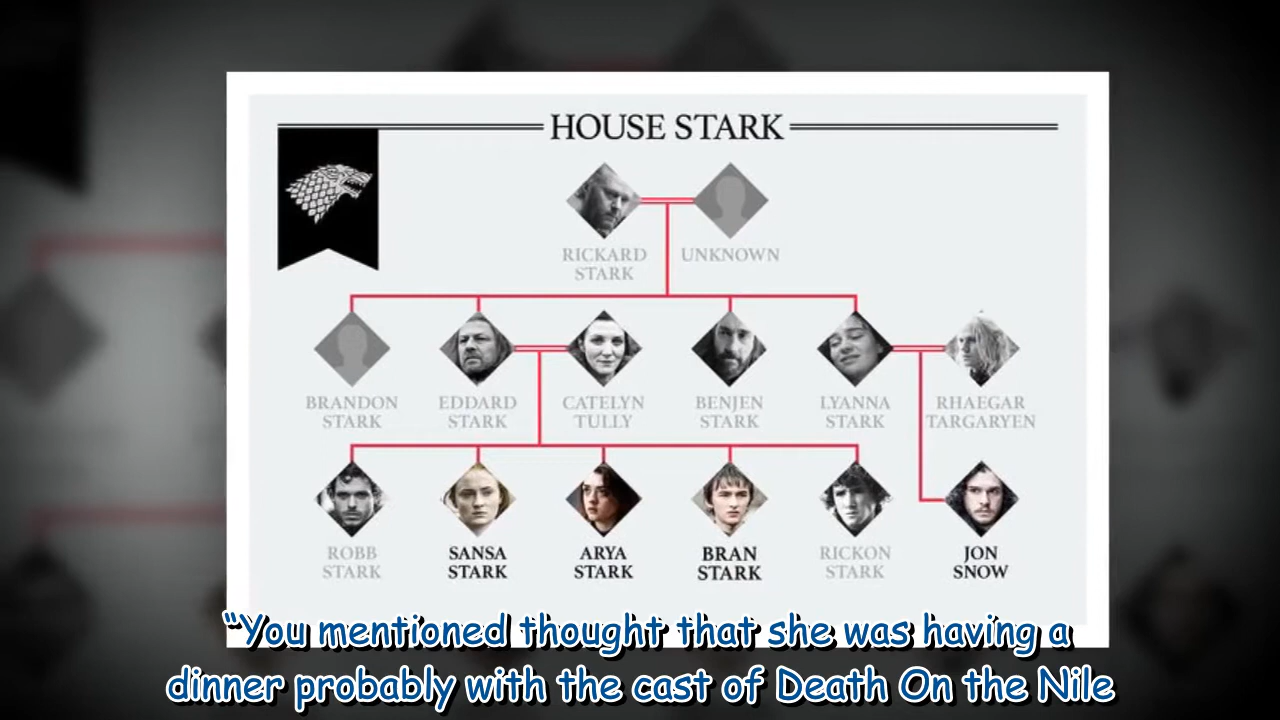 HOUSE STARK
RICKARD
STARK
UNKNOWN
BRANDON
STARK
EDDARD
STARK
CATELYN
TULLY
BENJEN
STARK
LYANNA
STARK
RHAEGAR
TARGARYEN
ROBB
STARK
SANSA
STARK
ARYA
STARK
BRAN
STARK
RICKON
STARK
JON
SNOW
“You mentioned thought that she was having a
dinner probably with the cast of Death On the Nile